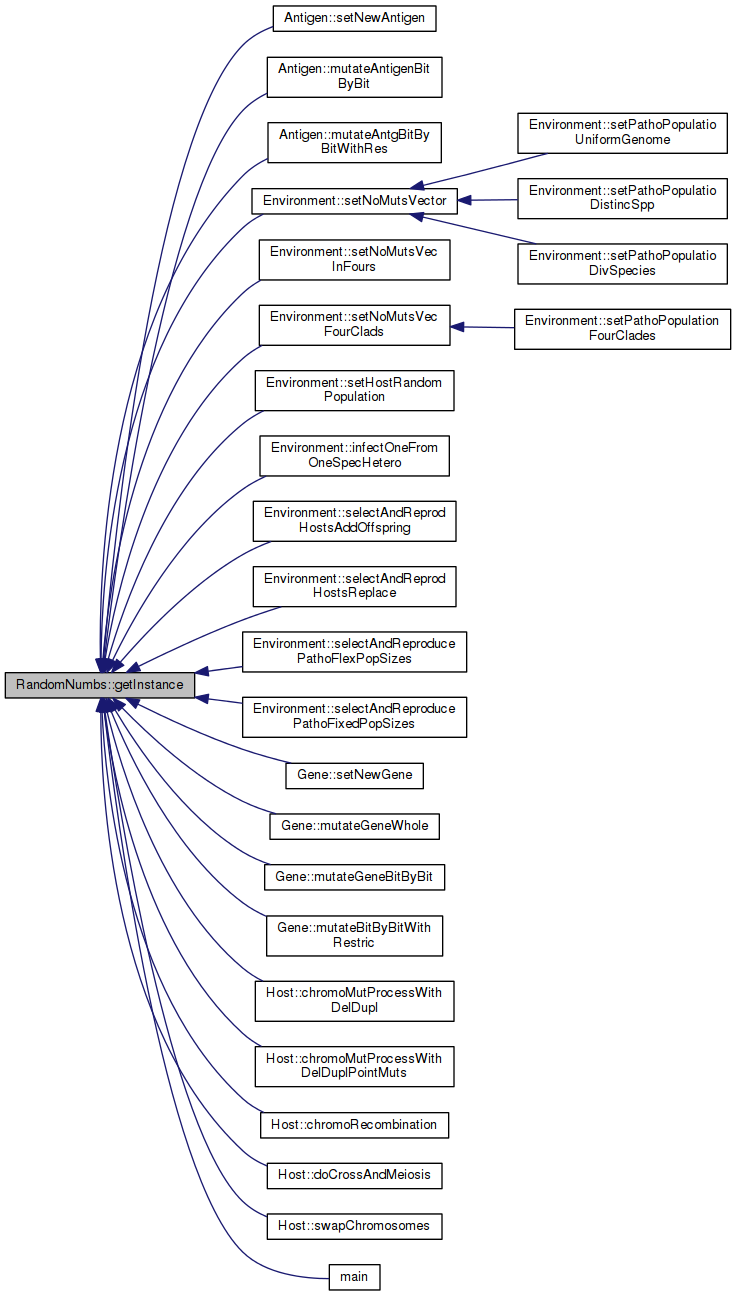 Antigen::setNewAntigen
Antigen::mutateAntigenBit
ByBit
Antigen::mutateAntgBitBy
BitWithRes
Environment::setNoMutsVector
Environment::setPathoPopulatio
UniformGenome
Environment::setPathoPopulatio
DistincSpp
Environment::setPathoPopulatio
DivSpecies
Environment::setNoMutsVec
InFours
Environment::setNoMutsVec
FourClads
Environment::setPathoPopulation
FourClades
Environment::setHostRandom
Population
Environment::infectOneFrom
OneSpecHetero
Environment::selectAndReprod
HostsAddOffspring
Environment::selectAndReprod
HostsReplace
Environment::selectAndReproduce
PathoFlexPopSizes
RandomNumbs::getInstance
Environment::selectAndReproduce
PathoFixedPopSizes
Gene::setNewGene
Gene::mutateGeneWhole
Gene::mutateGeneBitByBit
Gene::mutateBitByBitWith
Restric
Host::chromoMutProcessWith
DelDupl
Host::chromoMutProcessWith
DelDuplPointMuts
Host::chromoRecombination
Host::doCrossAndMeiosis
Host::swapChromosomes
main